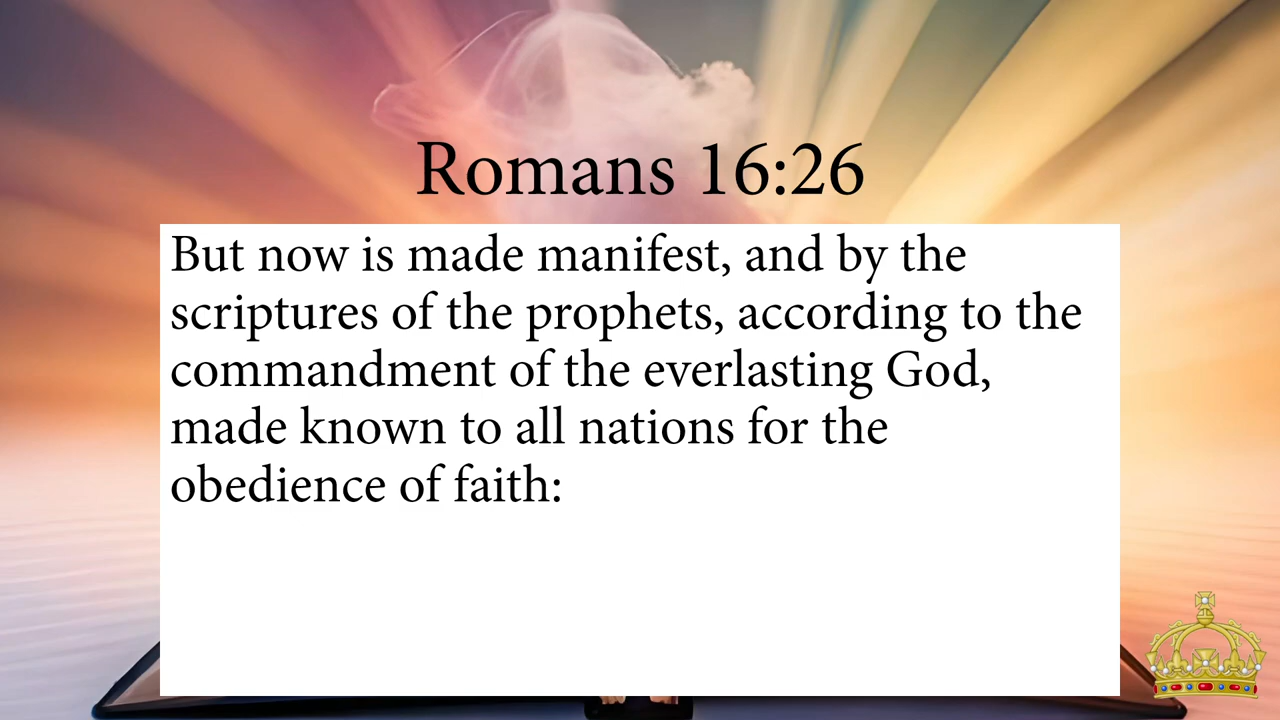 Romans 16:26
But now is made manifest, and by the
scriptures of the prophets, according to the
commandment of the everlasting God,
made known to all nations for the
obedience of faith: